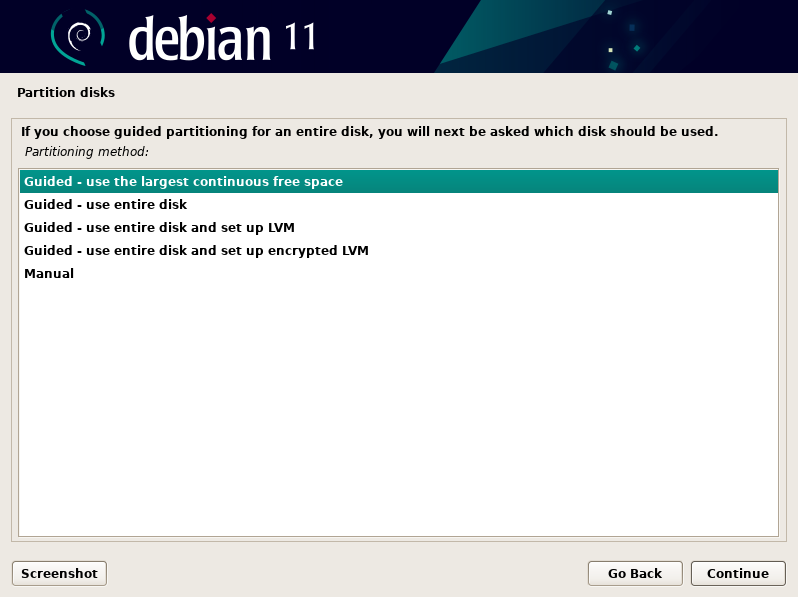 debian 11
Partition disks
If you choose guided partitioning for an entire disk, you will next be asked which disk should be used.
Partitioning method:
Guided - use the largest continuous free space
Guided - use entire disk
Guided - use entire disk and set up LVM
Guided - use entire disk and set up encrypted LVM
Manual
Screenshot
Go Back
Continue